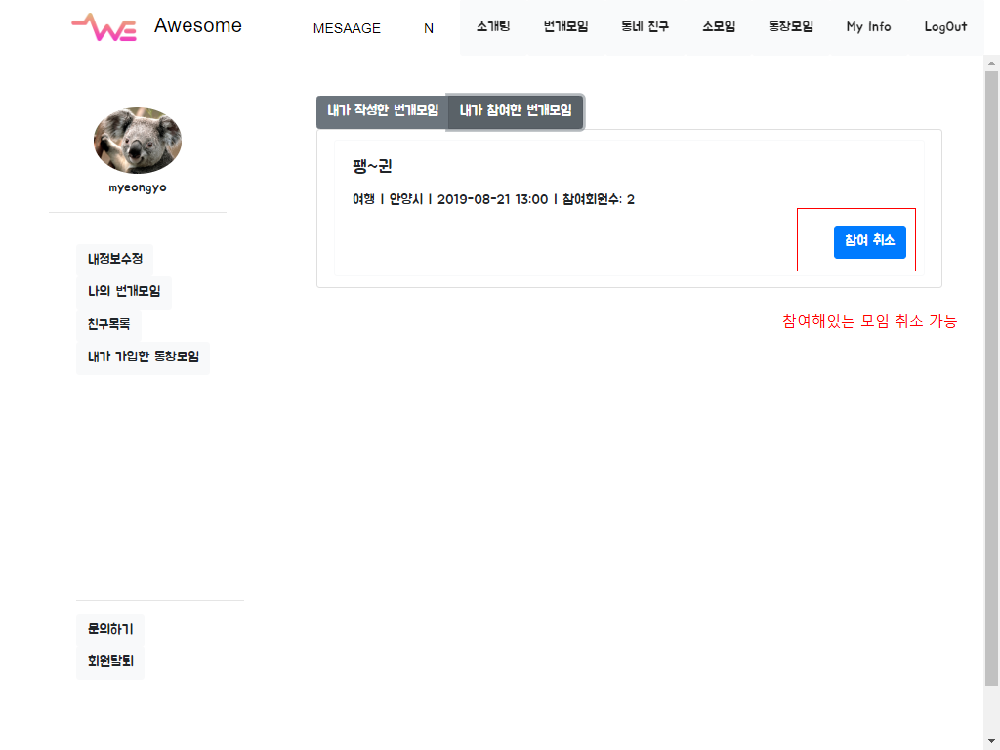 WE Awesome
MESAAGE N 소개팅 번개모임 동네 친구 소모임 동창모임 My Info LogOut
myeongyo
내정보수정
나의 번개모임
친구목록
내가 가입한 동창모임
문의하기
회원탈퇴
내가 작성한 번개모임 내가 참여한 번개모임
팽~귄
여행 | 안양시 | 2019-08-21 13:00 | 참여회원수: 2
참여 취소
참여해있는 모임 취소 가능